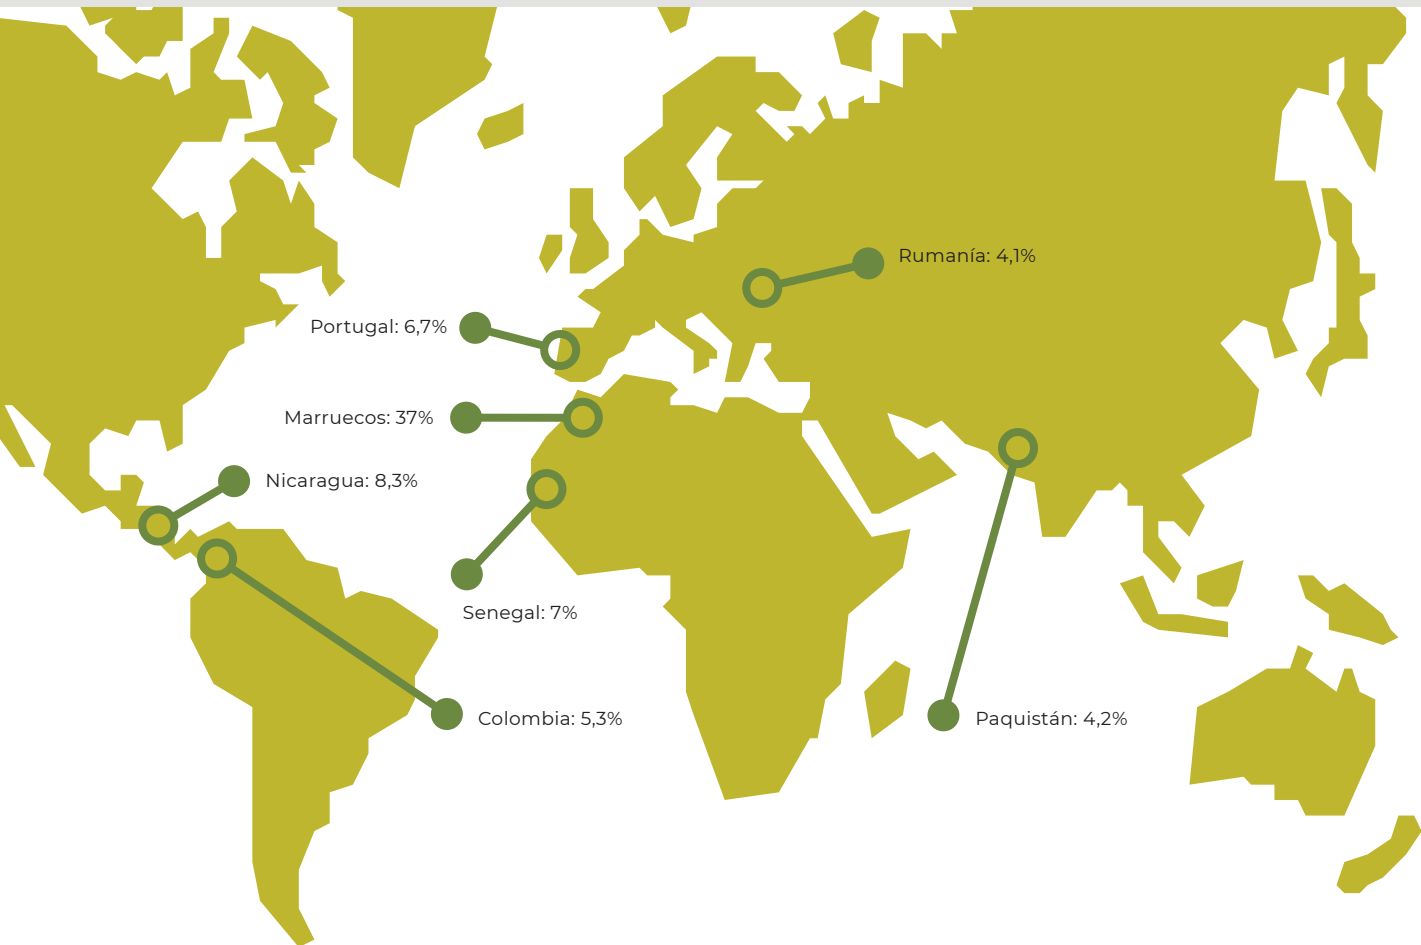 Rumanía: 4,1%
Portugal: 6,7%
Marruecos: 37%
Nicaragua: 8,3%
Senegal: 7%
Colombia: 5,3%
Paquistán: 4,2%